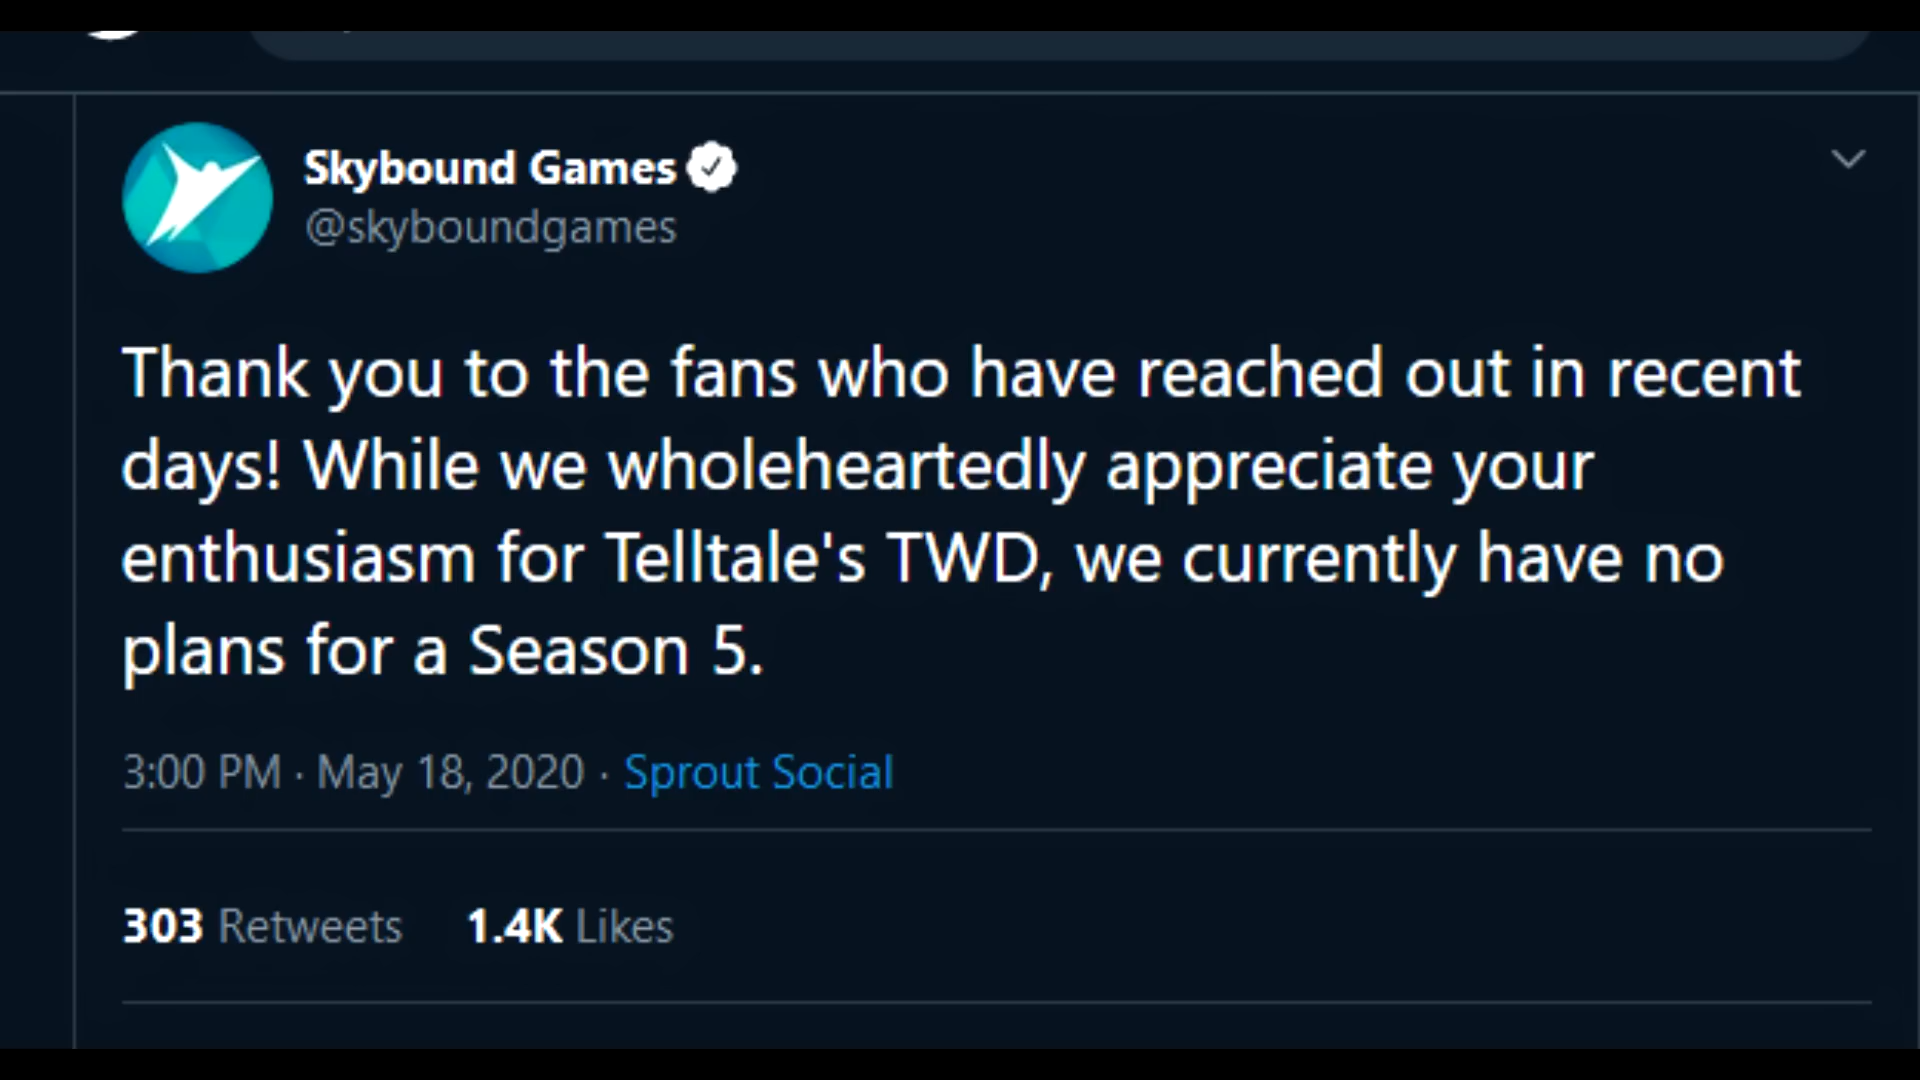 Skybound Games
@skyboundgames
Thank you to the fans who have reached out in recent
days! While we wholeheartedly appreciate your
enthusiasm for Telltale's TWD, we currently have no
plans for a Season 5.
3:00 PM · May 18, 2020 · Sprout Social
303 Retweets 1.4K Likes